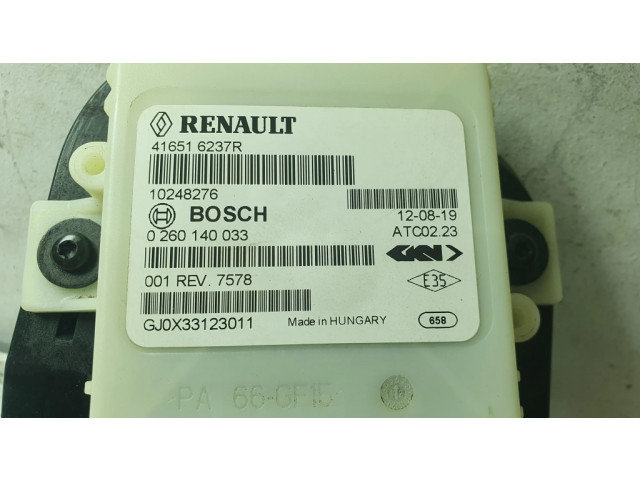 RENAULT
41651 6237R
10248276
BOSCH
12-08-19
0 260 140 033
ATC02.23
GKN
001 REV. 7578
E35
GJ0X33123011
Made in HUNGARY
658
PA 66-GF15